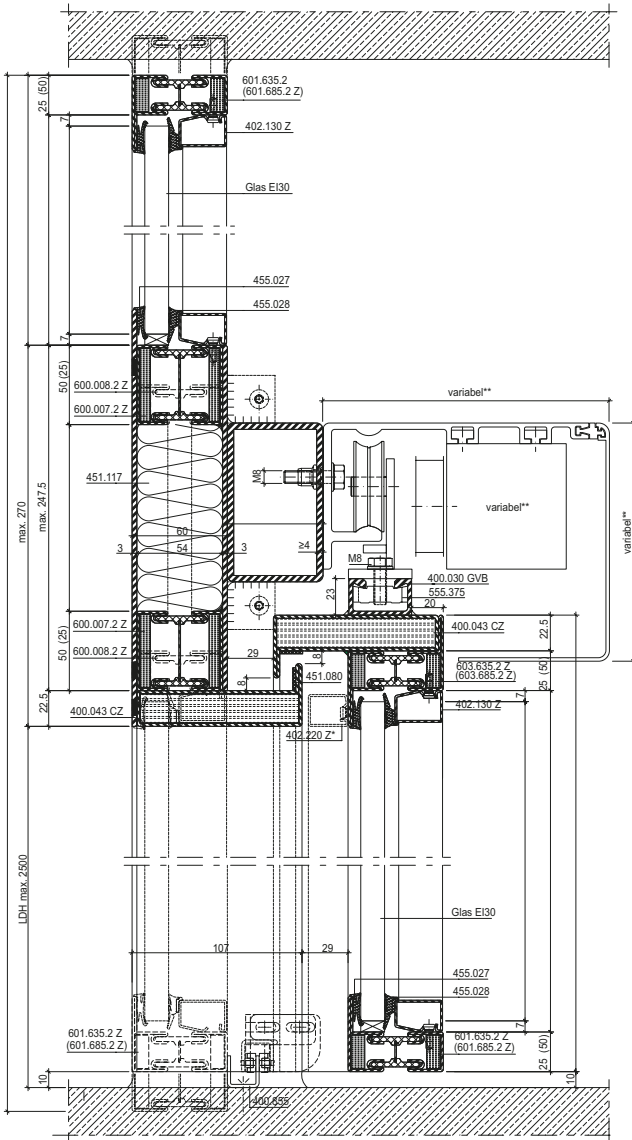 25 (50)
601.635.2
(601.685.2 Z)
7
402.130 Z
Glas EI30
455.027
455.028
7
50 (25)
600.008.2 Z
600.007.2 Z
variabel**
451.117
M8
variabel**
variabel**
max. 270
max. 247.5
60
3
54
3
≥4
M8
400.030 GVB
23
555.375
20
600.007.2 Z
400.043 CZ
22.5
50 (25)
600.008.2 Z
29
8
603.635.2 Z
(603.685.2 Z)
25 (50)
8
451.080
7
22.5
400.043 CZ
402.130 Z
402.220 Z*
LDH max. 2500
Glas EI30
107
29
455.027
455.028
7
601.635.2 Z
(601.685.2 Z)
601.635.2 Z
(601.685.2 Z)
25 (50)
10
400.855
10